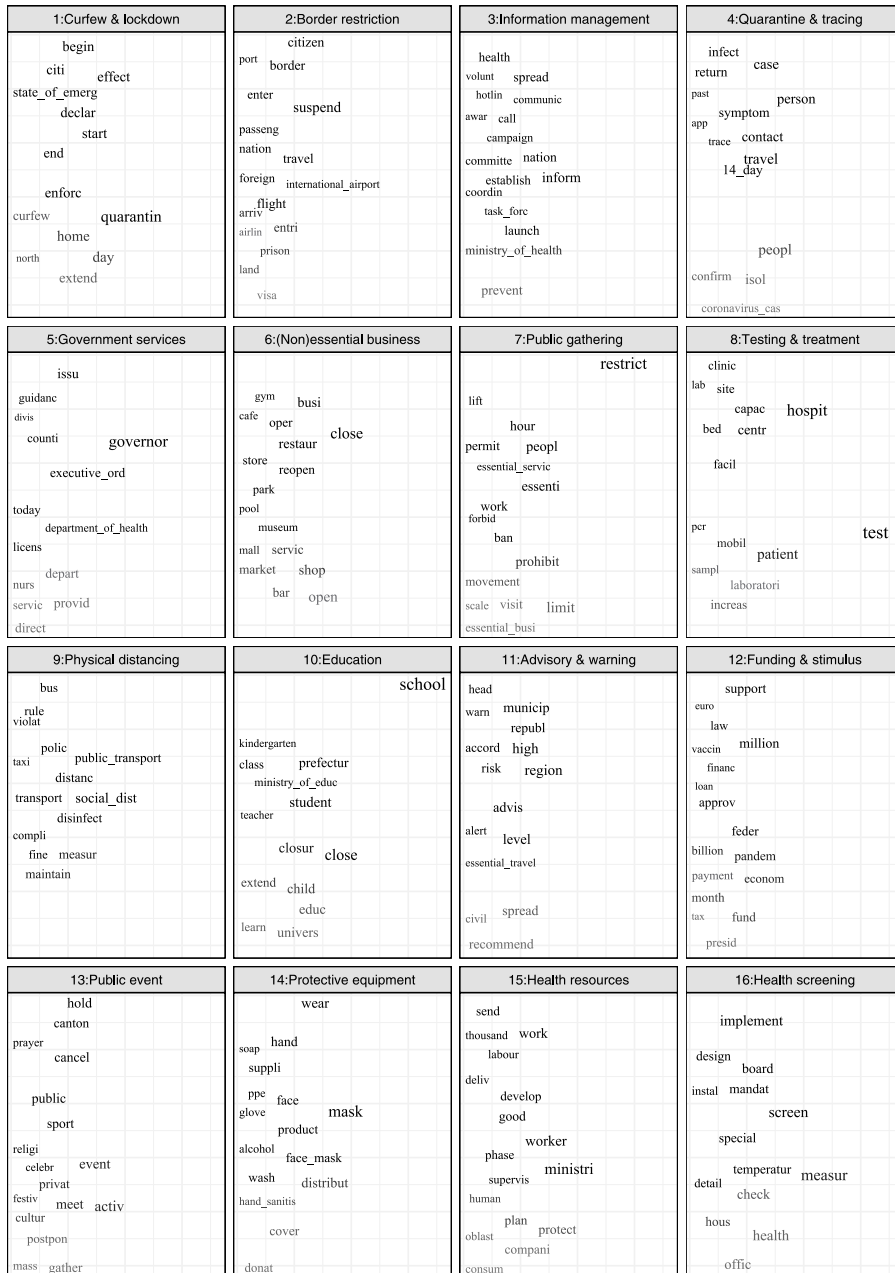 1:Curfew & lockdown
begin
citi
effect
state_of_emerg
declar
start
end
enforc
curfew
quarantin
home
north
day
extend
2:Border restriction
citizen
port
border
enter
suspend
passeng
nation
travel
foreign
international_airport
flight
arriv
airlin
entri
prison
land
visa
3:Information management
health
volunt
spread
hotlin
communic
awar
call
campaign
committe
nation
establish
inform
coordin
task_forc
launch
ministry_of_health
prevent
4:Quarantine & tracing
infect
case
return
past
person
symptom
app
trace
contact
travel
14_day
peopl
confirm
isol
coronavirus_cas
5:Government services
issu
guidanc
divis
counti
governor
executive_ord
today
department_of_health
licens
depart
nurs
servic
provid
direct
6:(Non)essential business
gym
busi
cafe
oper
close
restaur
store
reopen
park
pool
museum
mall
servic
market
shop
bar
open
7:Public gathering
restrict
lift
hour
permit
peopl
essential_servic
essenti
work
forbid
ban
prohibit
movement
scale
visit
limit
essential_busi
8:Testing & treatment
clinic
lab
site
capac
hospit
bed
centr
facil
pcr
test
mobil
patient
sampl
laboratori
increas
9:Physical distancing
bus
rule
violat
polic
taxi
public_transport
distanc
transport
social_dist
disinfect
compli
fine
measur
maintain
10:Education
school
kindergarten
class
prefectur
ministry_of_educ
student
teacher
closur
close
extend
child
educ
learn
univers
11:Advisory & warning
head
warn
municip
republ
accord
high
risk
region
advis
alert
level
essential_travel
civil
spread
recommend
12:Funding & stimulus
support
euro
law
vaccin
million
financ
loan
approv
feder
billion
pandem
payment
econom
month
tax
fund
presid
13:Public event
hold
canton
prayer
cancel
public
sport
religi
celebr
event
privat
festiv
meet
activ
cultur
postpon
mass
gather
14:Protective equipment
wear
soap
hand
suppli
ppe
face
glove
mask
product
alcohol
face_mask
wash
distribut
hand_sanitis
cover
donat
15:Health resources
send
thousand
work
labour
deliv
develop
good
worker
phase
ministri
supervis
human
plan
oblast
protect
compani
consum
16:Health screening
implement
design
board
instal
mandat
screen
special
temperatur
detail
measur
check
hous
health
offic